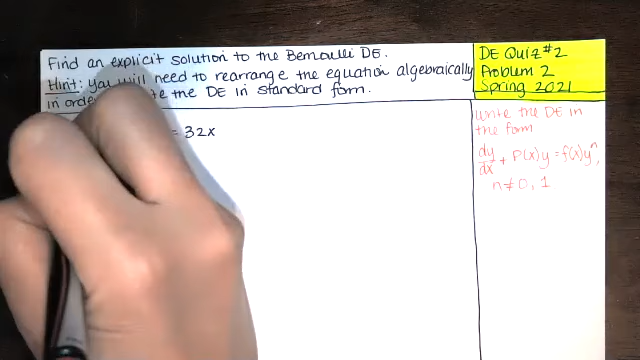 Find an explicit solution to the Bernoulli DE.
Hint: you will need to rearrange the equation algebraically
in order te the DE in standard form.
= 32x
DE Quiz #2
Problem 2
Spring 2021
Write the DE in
the form
dy/dx + P(x)y = f(x)y^n,
n ≠ 0, 1